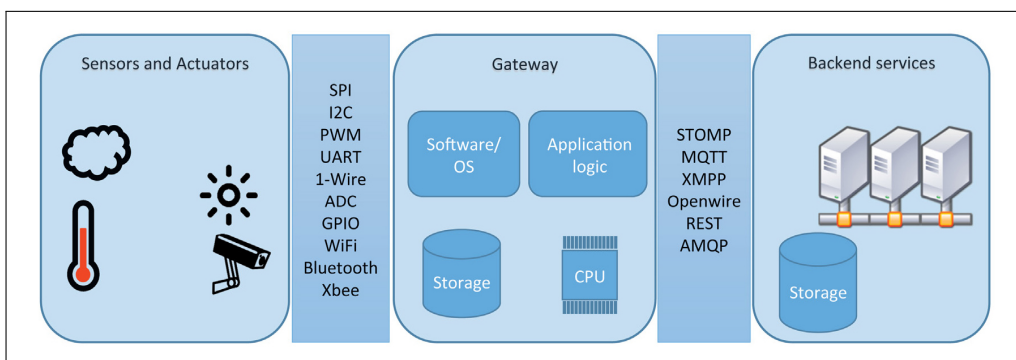 Sensors and Actuators
SPI
I2C
PWM
UART
1-Wire
ADC
GPIO
WiFi
Bluetooth
Xbee
Gateway
Software/
OS
Application
logic
Storage
CPU
STOMP
MQTT
XMPP
Openwire
REST
AMQP
Backend services
Storage